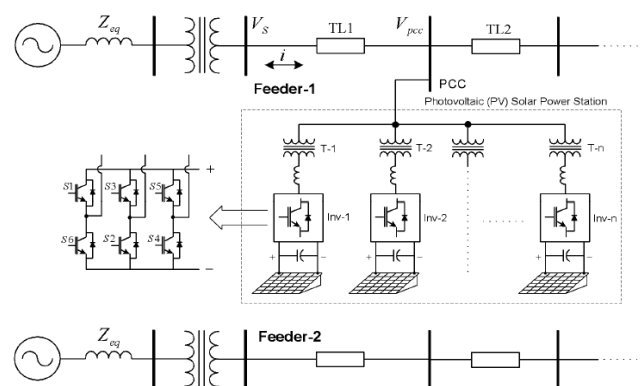 Z_eq
V_S
TL1
V_pcc
TL2
i
Feeder-1
PCC
Photovoltaic (PV) Solar Power Station
T-1
T-2
T-n
S1
S3
S5
+
Inv-1
Inv-2
Inv-n
S6
S2
S4
−
+
−
+
−
+
−
Z_eq
Feeder-2